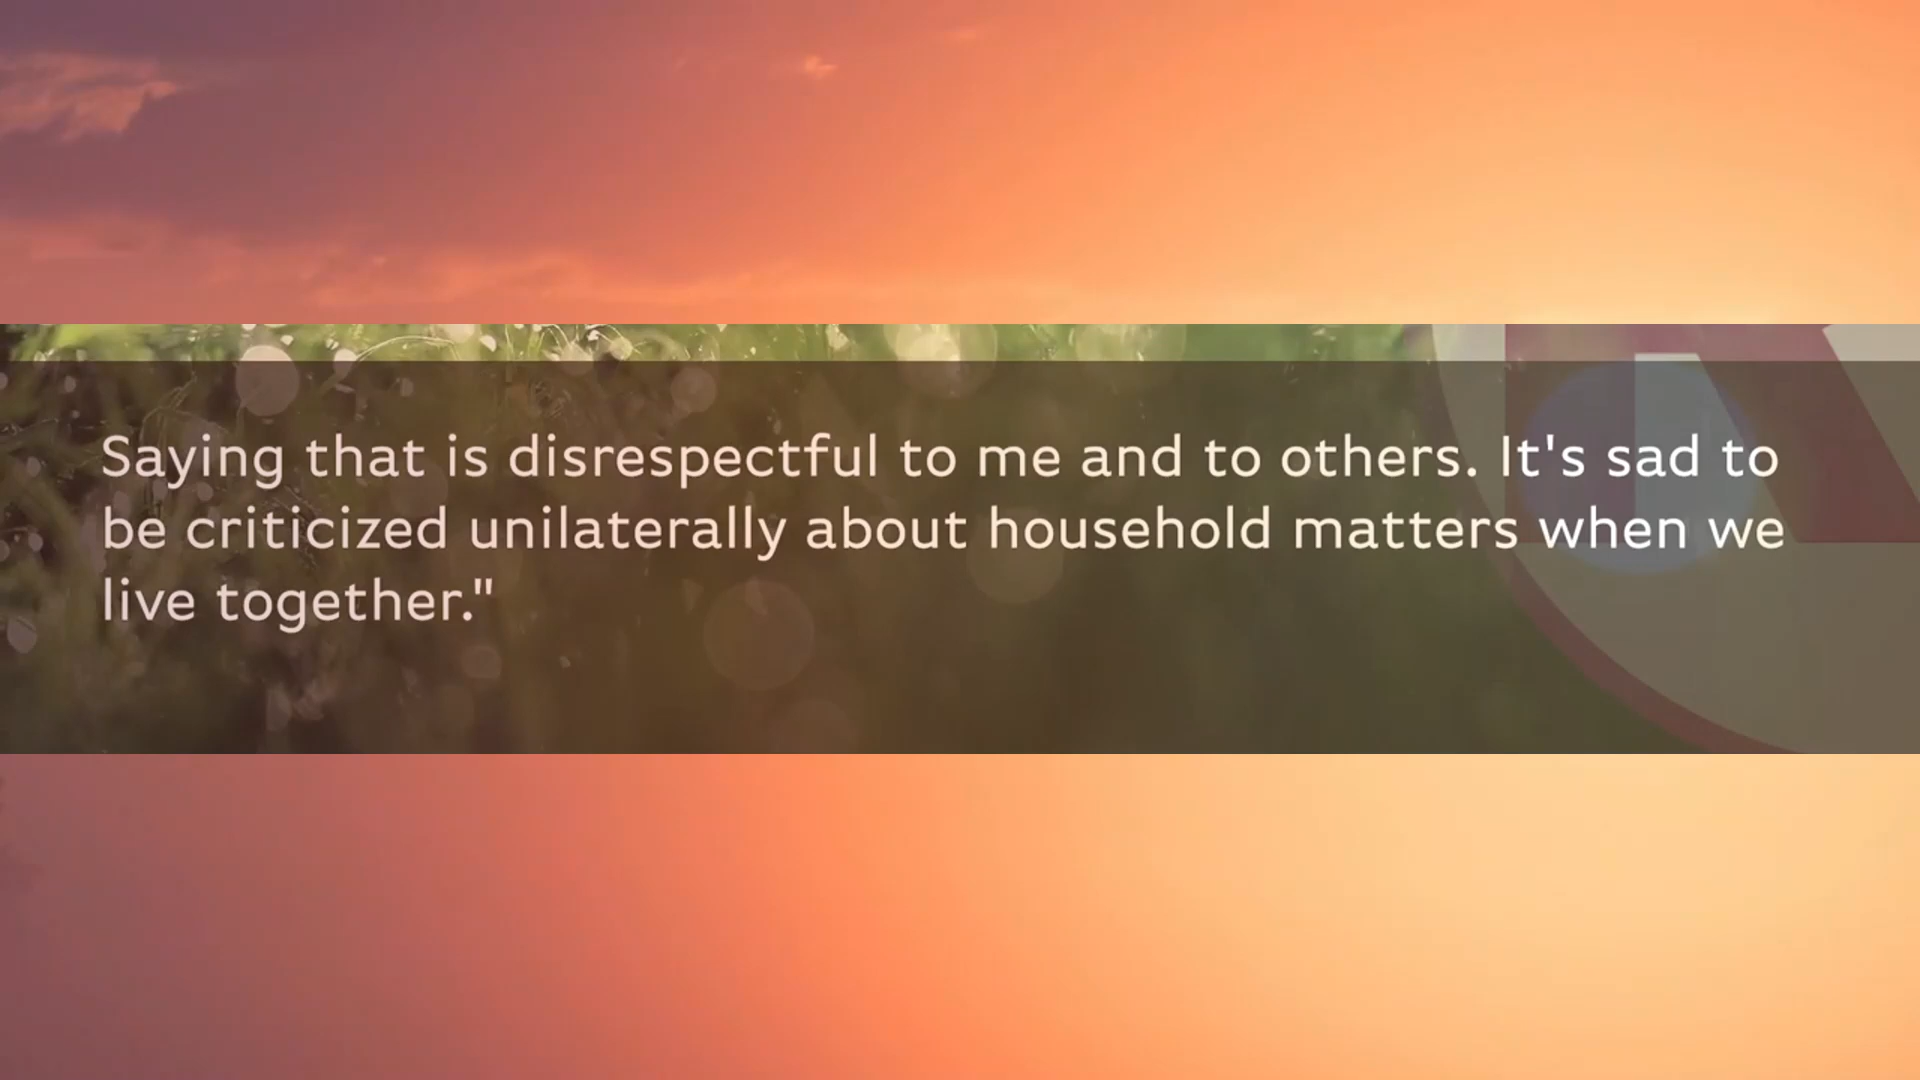 Saying that is disrespectful to me and to others. It's sad to
be criticized unilaterally about household matters when we
live together."